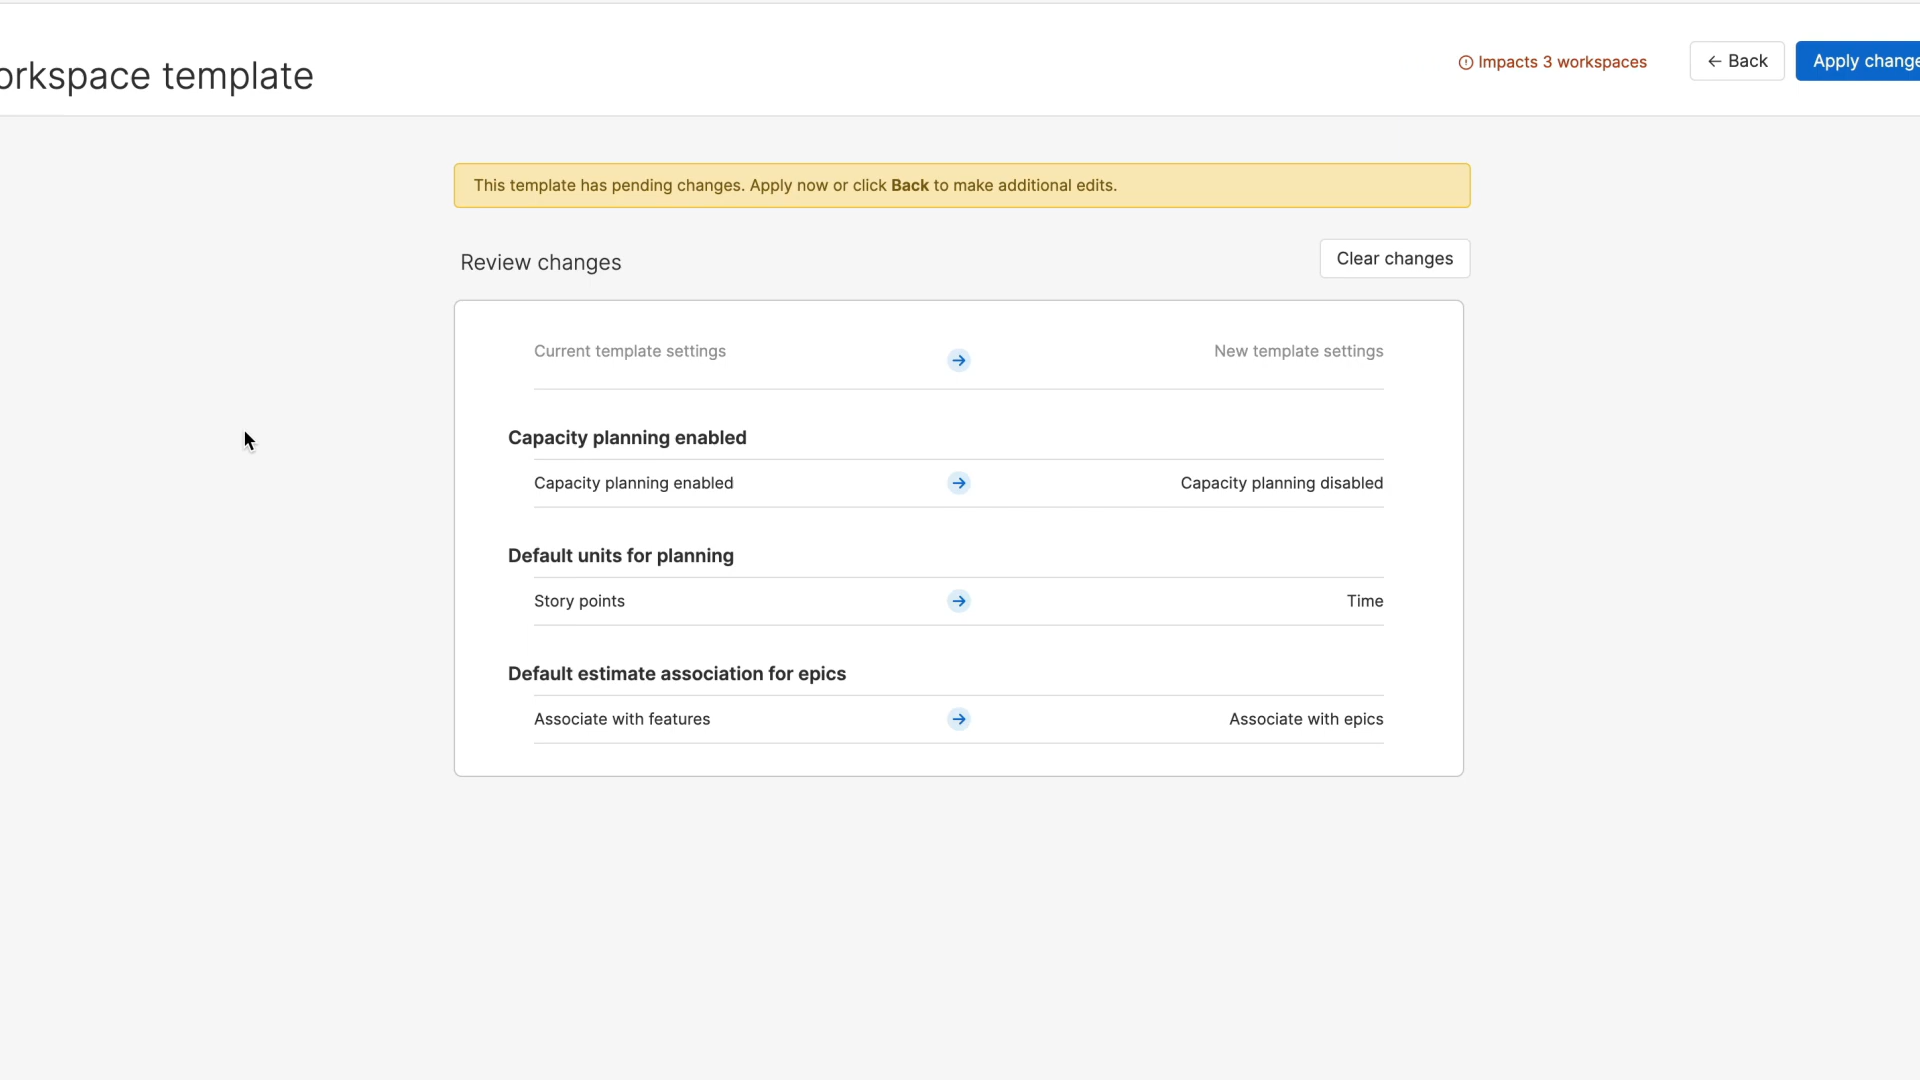 orkspace template
Impacts 3 workspaces
← Back
Apply change
This template has pending changes. Apply now or click Back to make additional edits.
Review changes
Clear changes
Current template settings
New template settings
Capacity planning enabled
Capacity planning enabled
Capacity planning disabled
Default units for planning
Story points
Time
Default estimate association for epics
Associate with features
Associate with epics